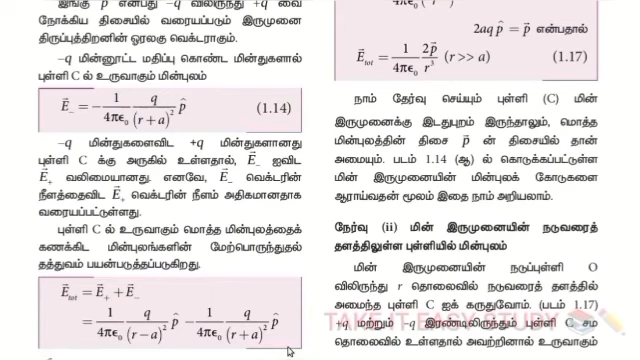 இங்கு p̂ என்பது −q விலிருந்து +q வை
நோக்கிய திசையில் வரையப்படும் இருமுனை
திருப்புத்திறனின் ஓரலகு வெக்டராகும்.
−q மின்னூட்ட மதிப்பு கொண்ட மின்துகளால்
புள்ளி C ல் உருவாகும் மின்புலம்
E⃗₋ = − 1/4πϵ₀ q/(r + a)² p̂ (1.14)
−q மின்துகளைவிட +q மின்துகளானது
புள்ளி C க்கு அருகில் உள்ளதால், E⃗₋ ஐவிட
E⃗₊ வலிமையானது. எனவே, E⃗₋ வெக்டரின்
நீளத்தைவிட E⃗₊ வெக்டரின் நீளம் அதிகமானதாக
வரையப்பட்டுள்ளது.
புள்ளி C ல் உருவாகும் மொத்த மின்புலத்தைக்
கணக்கிட மின்புலங்களின் மேற்பொருந்துதல்
தத்துவம் பயன்படுத்தப்படுகிறது.
E⃗tot = E⃗₊ + E⃗₋
= 1/4πϵ₀ q/(r−a)² p̂ − 1/4πϵ₀ q/(r+a)² p̂
2aq p̂ = p⃗ என்பதால்
E⃗tot = 1/4πϵ₀ 2p⃗/r³ (r >> a) (1.17)
நாம் தேர்வு செய்யும் புள்ளி (C) மின்
இருமுனைக்கு இடதுபுறம் இருந்தாலும், மொத்த
மின்புலத்தின் திசை p⃗ ன் திசையில் தான்
அமையும். படம் 1.14 (ஆ) ல் கொடுக்கப்பட்டுள்ள
மின் இருமுனையின் மின்புலக் கோடுகளை
ஆராய்வதன் மூலம் இதை நாம் அறியலாம்.
நேர்வு (ii) மின் இருமுனையின் நடுவரைத்
தளத்திலுள்ள புள்ளியில் மின்புலம்
மின் இருமுனையின் நடுப்புள்ளி O
விலிருந்து r தொலைவில் நடுவரைத் தளத்தில்
அமைந்த புள்ளி C ஐக் கருதுவோம். (படம் 1.17)
TAKE IT EASY STUDY
+q மற்றும் −q இரண்டிலிருந்தும் புள்ளி C சம
தொலைவில் உள்ளதால் அவற்றினால் உருவாகும்